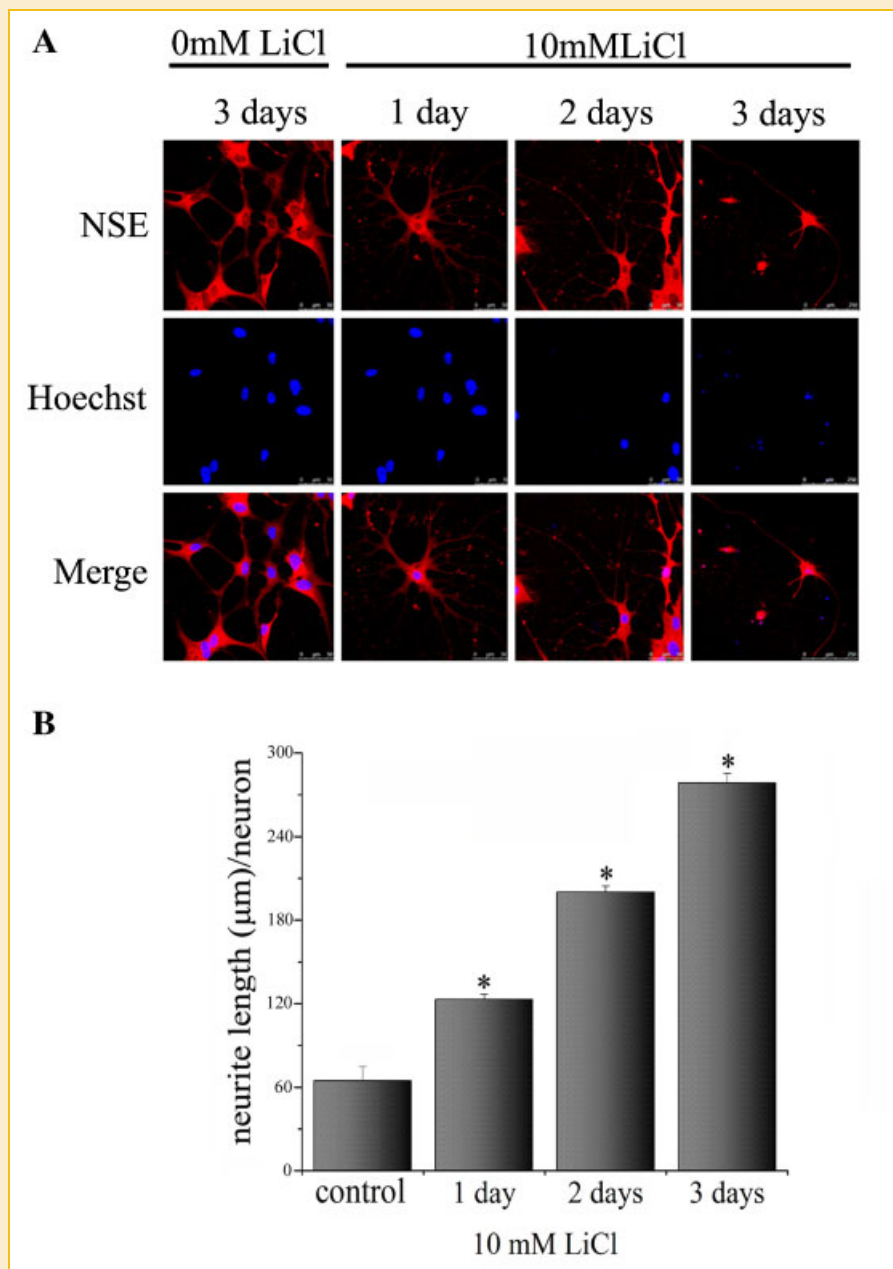 A
0mM LiCl 10mMLiCl
3 days 1 day 2 days 3 days
NSE
Hoechst
Merge
B
neurite length (µm)/neuron
300
240
180
120
60
0
* * *
control 1 day 2 days 3 days
10 mM LiCl